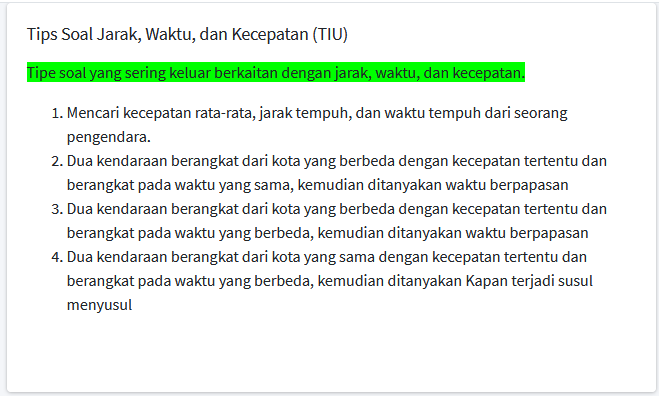 Tips Soal Jarak, Waktu, dan Kecepatan (TIU)
Tipe soal yang sering keluar berkaitan dengan jarak, waktu, dan kecepatan.
1. Mencari kecepatan rata-rata, jarak tempuh, dan waktu tempuh dari seorang
pengendara.
2. Dua kendaraan berangkat dari kota yang berbeda dengan kecepatan tertentu dan
berangkat pada waktu yang sama, kemudian ditanyakan waktu berpapasan
3. Dua kendaraan berangkat dari kota yang berbeda dengan kecepatan tertentu dan
berangkat pada waktu yang berbeda, kemudian ditanyakan waktu berpapasan
4. Dua kendaraan berangkat dari kota yang sama dengan kecepatan tertentu dan
berangkat pada waktu yang berbeda, kemudian ditanyakan Kapan terjadi susul
menyusul